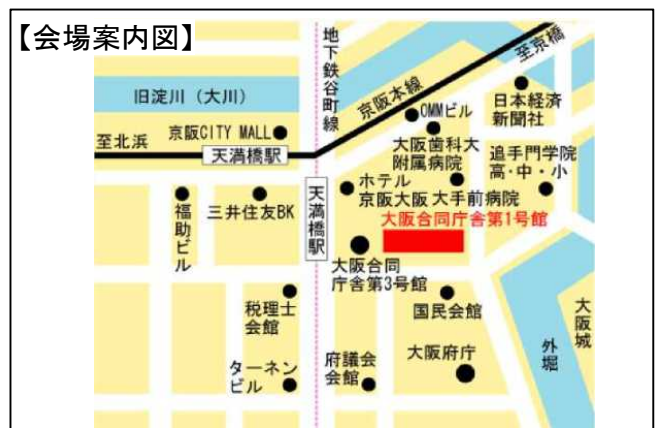 【会場案内図】
地下鉄谷町線
至京橋
旧淀川（大川）
京阪本線
OMMビル
日本経済
新聞社
至北浜
京阪CITY MALL
天満橋駅
大阪歯科大
附属病院
追手門学院
高・中・小
天満橋駅
ホテル
京阪大阪
大手前病院
福助ビル
三井住友BK
大阪合同庁舎第1号館
大阪合同
庁舎第3号館
税理士
会館
国民会館
大阪城
外堀
ターネン
ビル
府議会
会館
大阪府庁